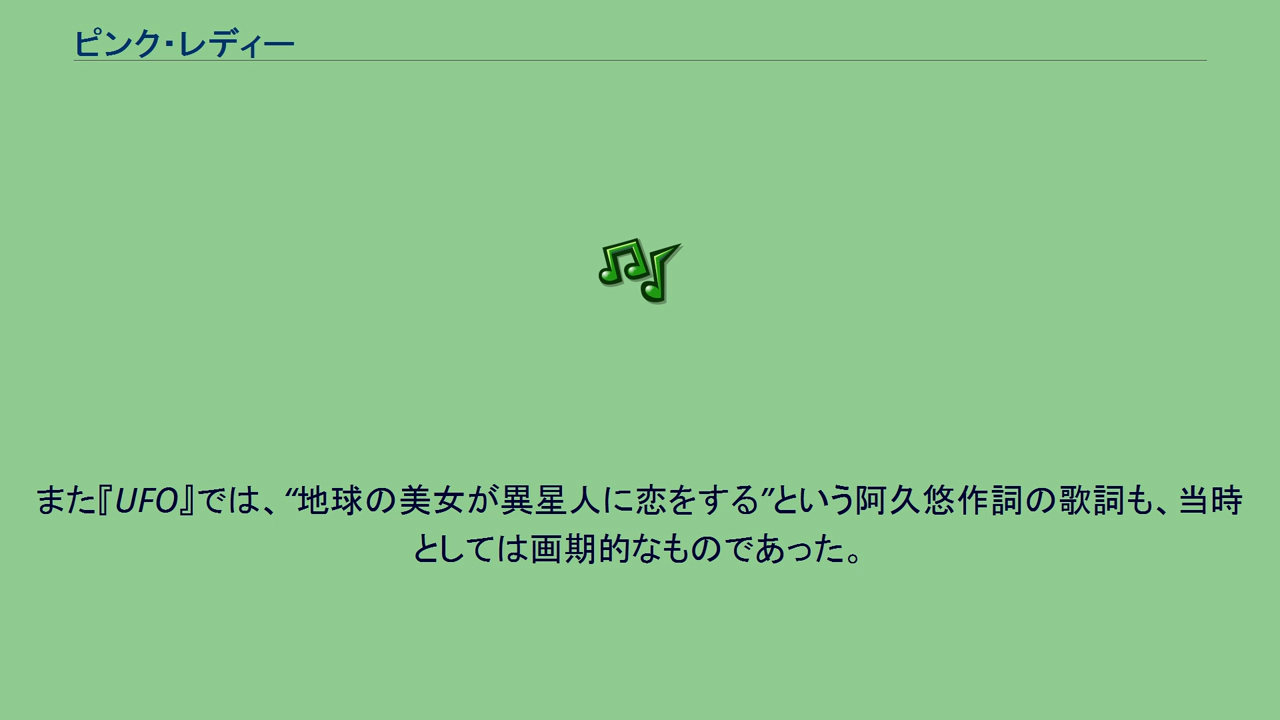 ピンク・レディー
また『UFO』では、“地球の美女が異星人に恋をする”という阿久悠作詞の歌詞も、当時
としては画期的なものであった。